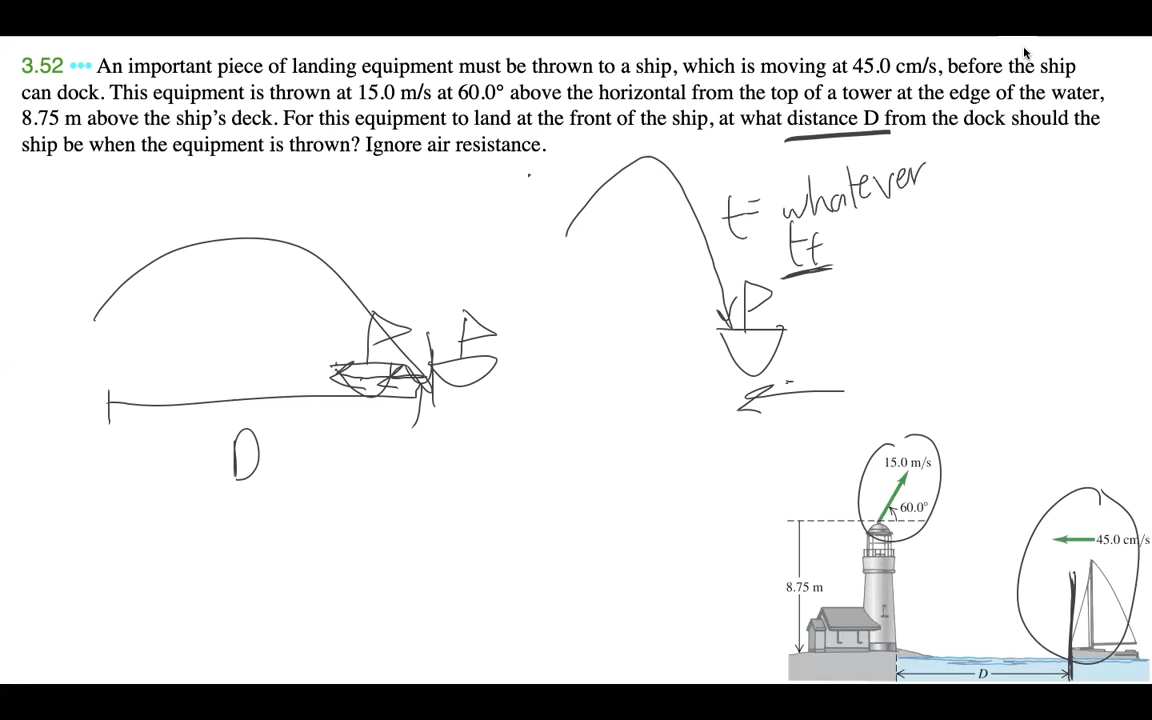 3.52 ••• An important piece of landing equipment must be thrown to a ship, which is moving at 45.0 cm/s, before the ship
can dock. This equipment is thrown at 15.0 m/s at 60.0° above the horizontal from the top of a tower at the edge of the water,
8.75 m above the ship's deck. For this equipment to land at the front of the ship, at what distance D from the dock should the
ship be when the equipment is thrown? Ignore air resistance.
t= whatever
tf
D
15.0 m/s
60.0°
45.0 cm/s
8.75 m
D